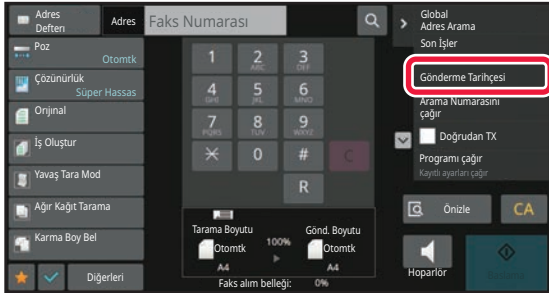 Adres
Defteri
Adres
Faks Numarası
Global
Adres Arama
Son İşler
Gönderme Tarihçesi
Arama Numarasını
çağır
Doğrudan TX
Programı çağır
Kayıtlı ayarları çağır
Poz
Otomtk
Çözünürlük
Süper Hassas
Orijinal
İş Oluştur
Yavaş Tara Mod
Ağır Kağıt Tarama
Karma Boy Bel
Diğerleri
1
2
ABC
3
DEF
4
GHI
5
JKL
6
MNO
7
PQRS
8
TUV
9
WXYZ
0
#
C
R
Tarama Boyutu
Otomtk
A4
100%
Gönd. Boyutu
Otomtk
A4
Faks alım belleği: 0%
Önizle
CA
Hoparlör